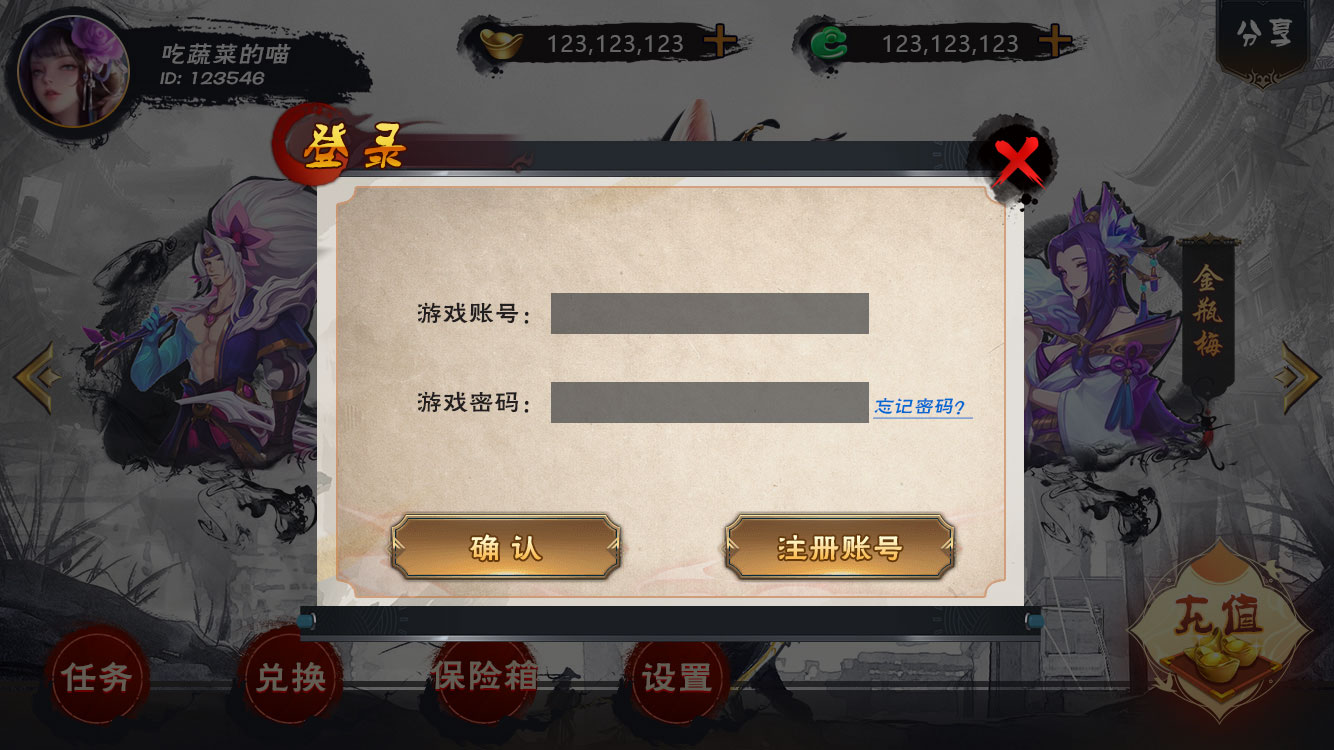 吃蔬菜的喵
ID: 123546
123,123,123
123,123,123
分享
登录
游戏账号：
游戏密码：
忘记密码?
确认
注册账号
金瓶梅
充值
任务
兑换
保险箱
设置